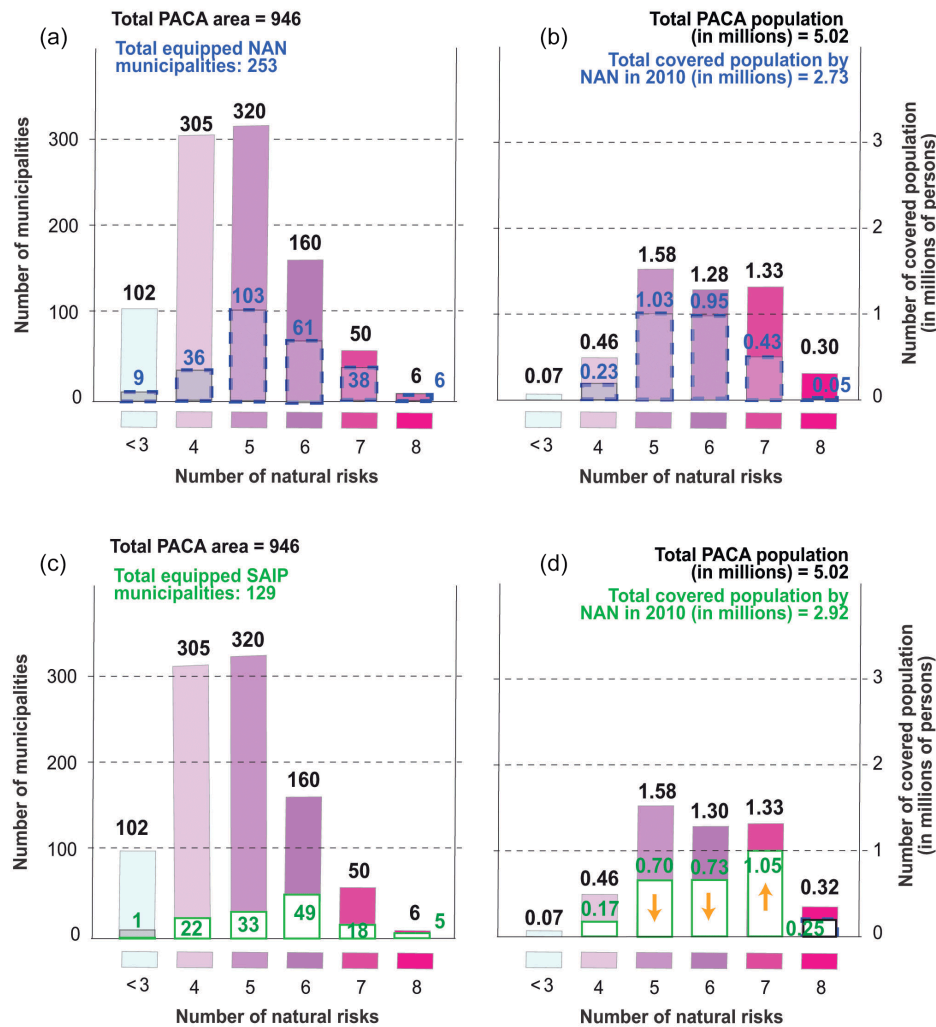 Total PACA area = 946
(a)
Total equipped NAN
municipalities: 253
Number of municipalities
300
200
100
0
102
305
320
160
50
6
9
36
103
61
38
6
<3 4 5 6 7 8
Number of natural risks
Total PACA population
(in millions) = 5.02
(b)
Total covered population by
NAN in 2010 (in millions) = 2.73
3
2
1
0
Number of covered population
(in millions of persons)
0.07
0.46
1.58
1.28
1.33
0.30
0.23
1.03
0.95
0.43
0.05
<3 4 5 6 7 8
Number of natural risks
Total PACA area = 946
(c)
Total equipped SAIP
municipalities: 129
Number of municipalities
300
200
100
0
102
305
320
160
50
6
1
22
33
49
18
5
<3 4 5 6 7 8
Number of natural risks
Total PACA population
(in millions) = 5.02
(d)
Total covered population by
NAN in 2010 (in millions) = 2.92
3
2
1
0
Number of covered population
(in millions of persons)
0.07
0.46
1.58
1.30
1.33
0.32
0.17
0.70
0.73
1.05
0.25
<3 4 5 6 7 8
Number of natural risks